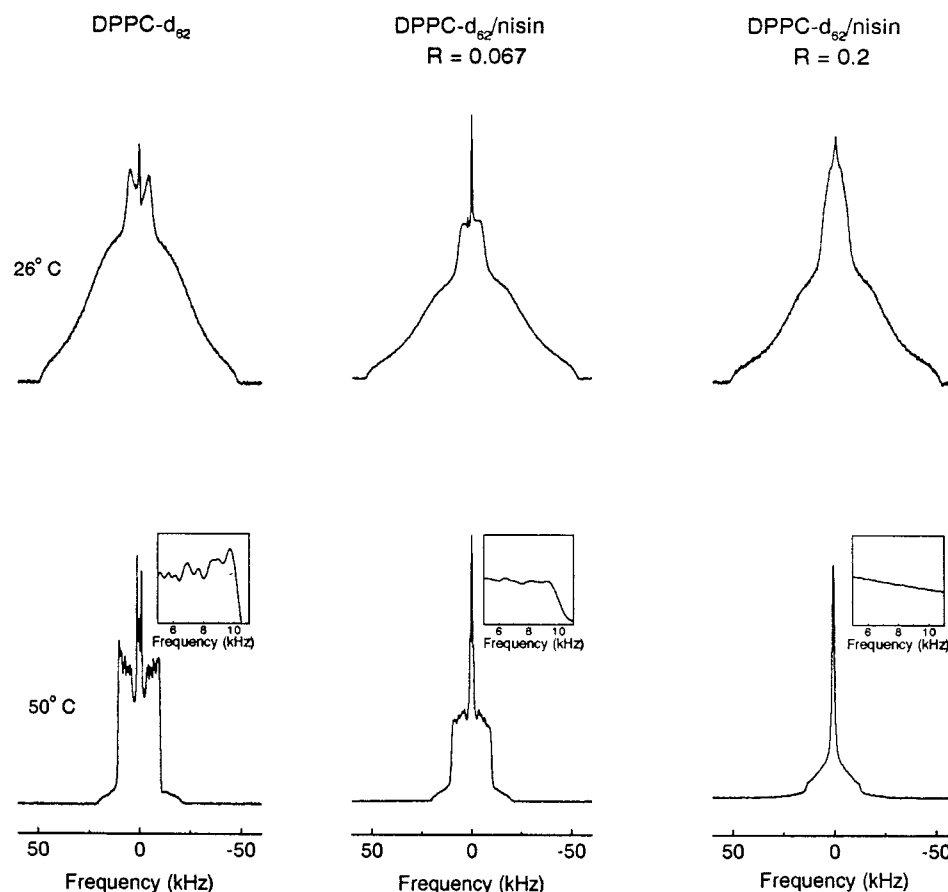 DPPC-d₆₂
DPPC-d₆₂/nisin
R = 0.067
DPPC-d₆₂/nisin
R = 0.2
26° C
50° C
6 8 10
Frequency (kHz)
6 8 10
Frequency (kHz)
6 8 10
Frequency (kHz)
50 0 -50
Frequency (kHz)
50 0 -50
Frequency (kHz)
50 0 -50
Frequency (kHz)